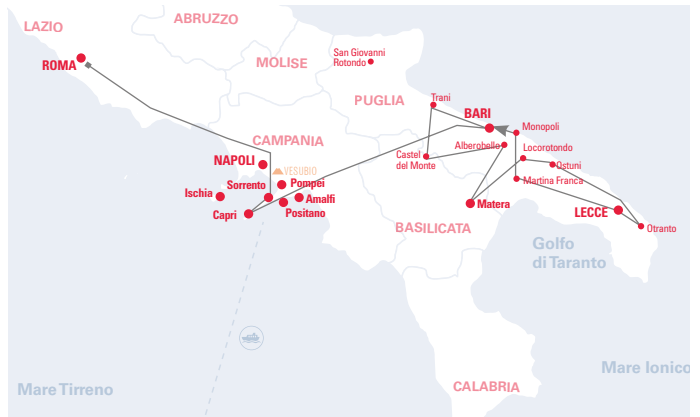 LAZIO
ABRUZZO
ROMA
MOLISE
San Giovanni
Rotondo
PUGLIA
Trani
BARI
Monopoli
CAMPANIA
Alberobello
Locorotondo
NAPOLI
VESUBIO
Castel
del Monte
Ostuni
Sorrento
Pompei
Martina Franca
Ischia
Amalfi
Capri
Positano
Matera
LECCE
BASILICATA
Otranto
Golfo
di Taranto
Mare Ionico
Mare Tirreno
CALABRIA